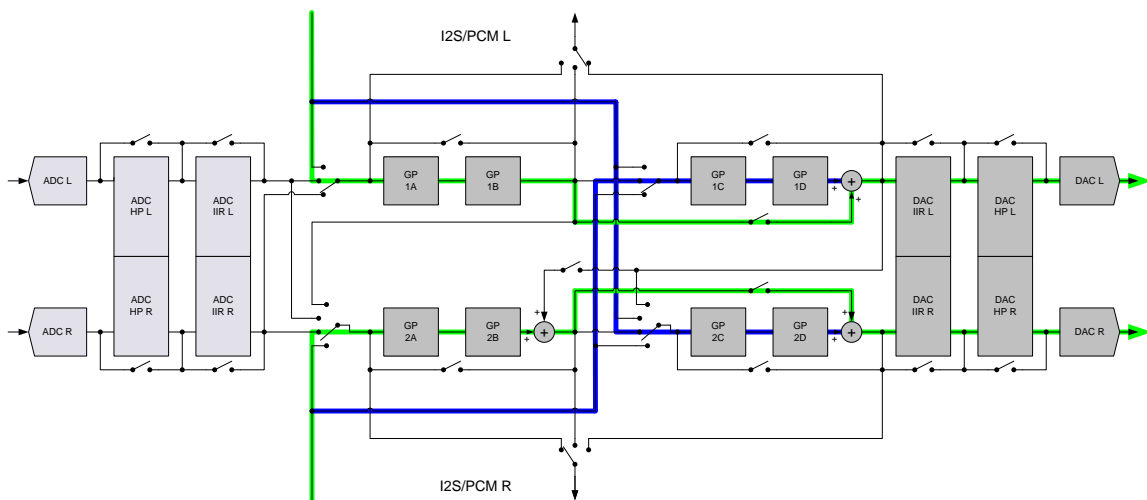 I2S/PCM L
ADC L
ADC
HP L
ADC
IIR L
GP
1A
GP
1B
GP
1C
GP
1D
+
+
+
DAC
IIR L
DAC
HP L
DAC L
ADC R
ADC
HP R
ADC
IIR R
GP
2A
GP
2B
+
+
+
GP
2C
GP
2D
+
+
+
DAC
IIR R
DAC
HP R
DAC R
I2S/PCM R